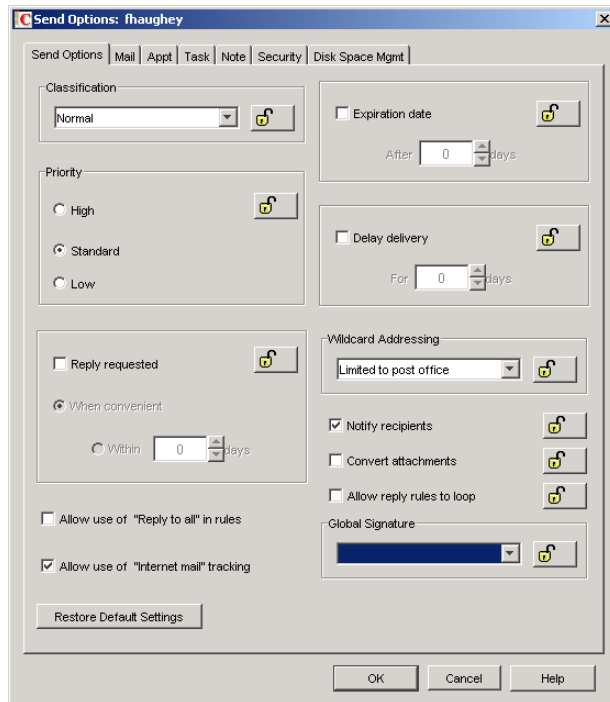 Send Options: fhaughey
Send Options Mail Appt Task Note Security Disk Space Mgmt
Classification
Normal
Priority
High
Standard
Low
Reply requested
When convenient
Within 0 days
Allow use of "Reply to all" in rules
Allow use of "Internet mail" tracking
Restore Default Settings
Expiration date
After 0 days
Delay delivery
For 0 days
Wildcard Addressing
Limited to post office
Notify recipients
Convert attachments
Allow reply rules to loop
Global Signature
OK Cancel Help